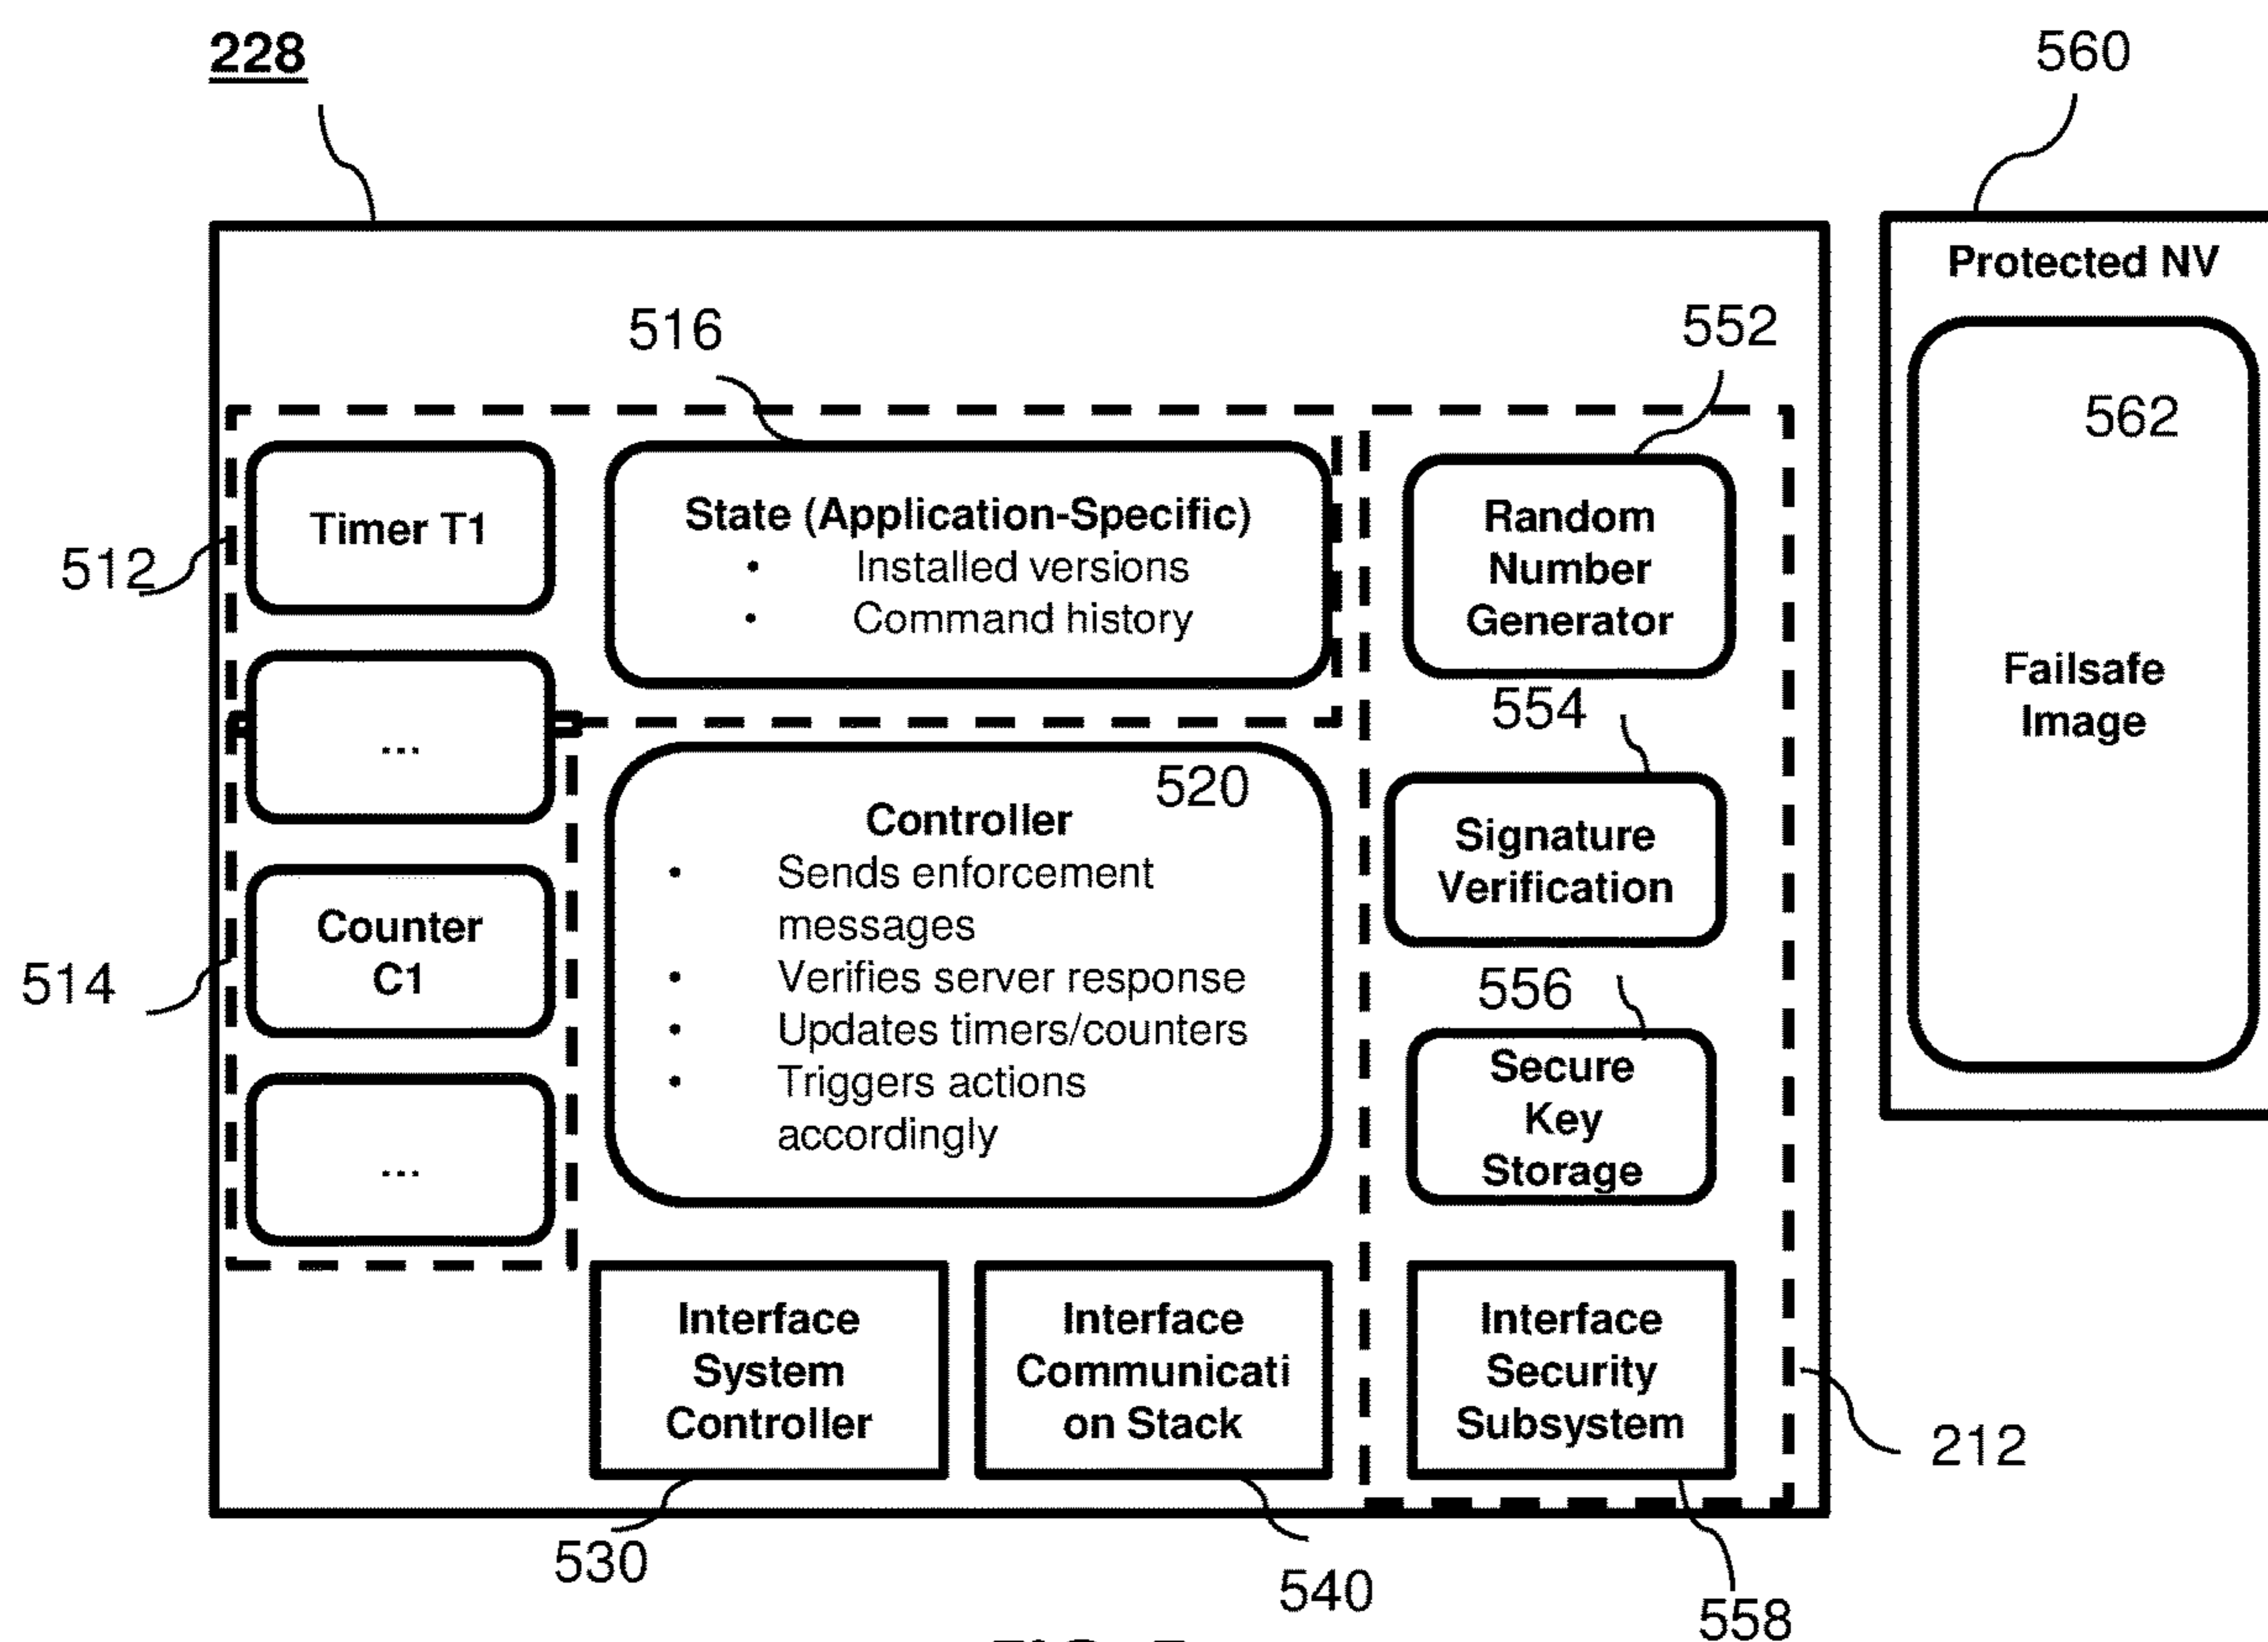 228
560
Protected NV
516
552
562
512
Timer T1
State (Application-Specific)
• Installed versions
• Command history
Random
Number
Generator
Failsafe
Image
554
...
520
Controller
• Sends enforcement
messages
• Verifies server response
• Updates timers/counters
• Triggers actions
accordingly
Signature
Verification
514
Counter
C1
556
Secure
Key
Storage
...
Interface
System
Controller
Interface
Communicati
on Stack
Interface
Security
Subsystem
212
530
540
558